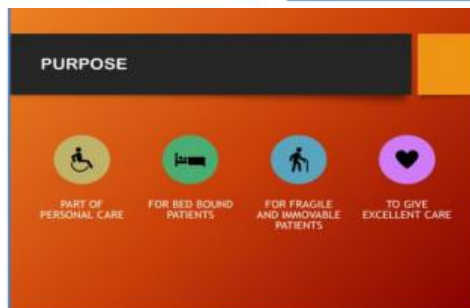 PURPOSE
PART OF
PERSONAL CARE
FOR BED BOUND
PATIENTS
FOR FRAGILE
AND IMMOVABLE
PATIENTS
TO GIVE
EXCELLENT CARE